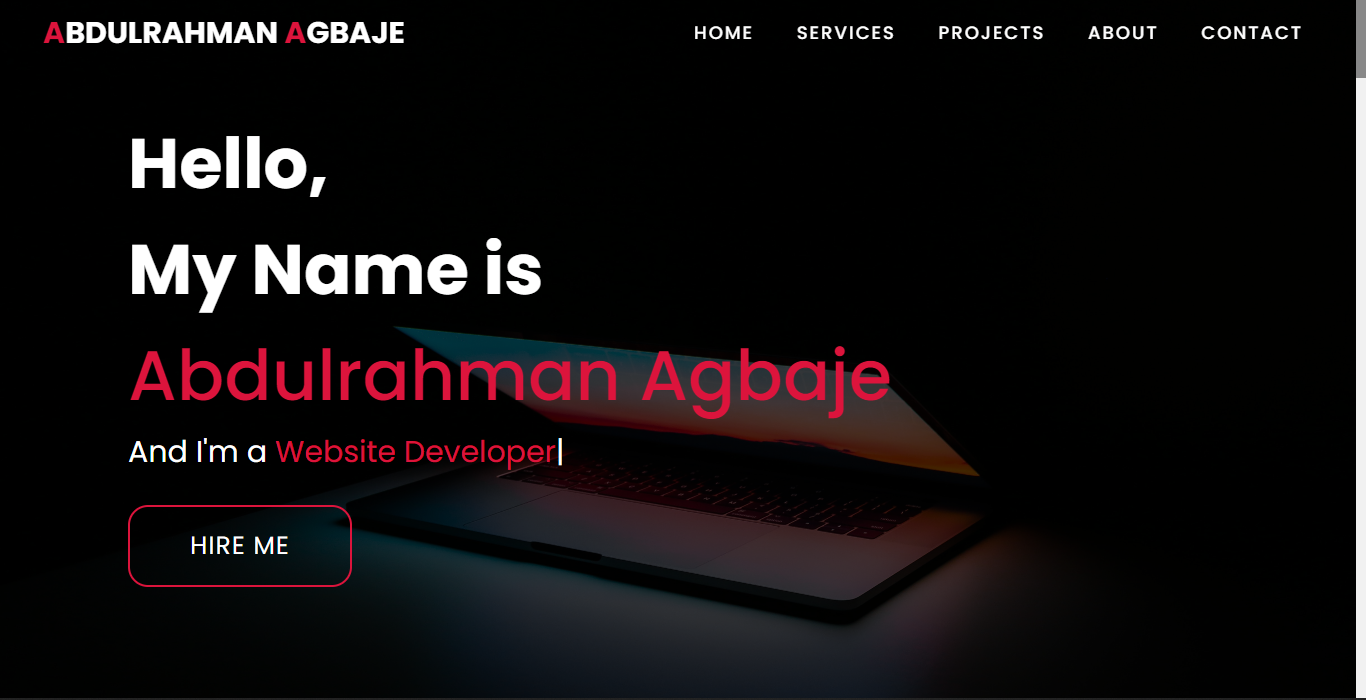 ABDULRAHMAN AGBAJE
HOME SERVICES PROJECTS ABOUT CONTACT
Hello,
My Name is
Abdulrahman Agbaje
And I'm a Website Developer|
HIRE ME